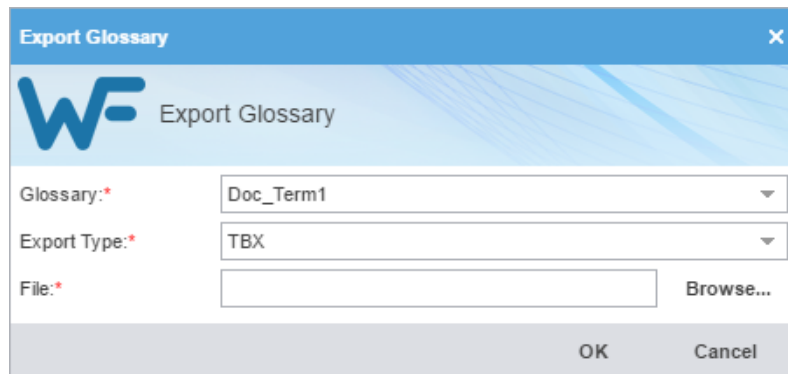 Export Glossary
WF Export Glossary
Glossary:* Doc_Term1
Export Type:* TBX
File:* Browse...
OK Cancel